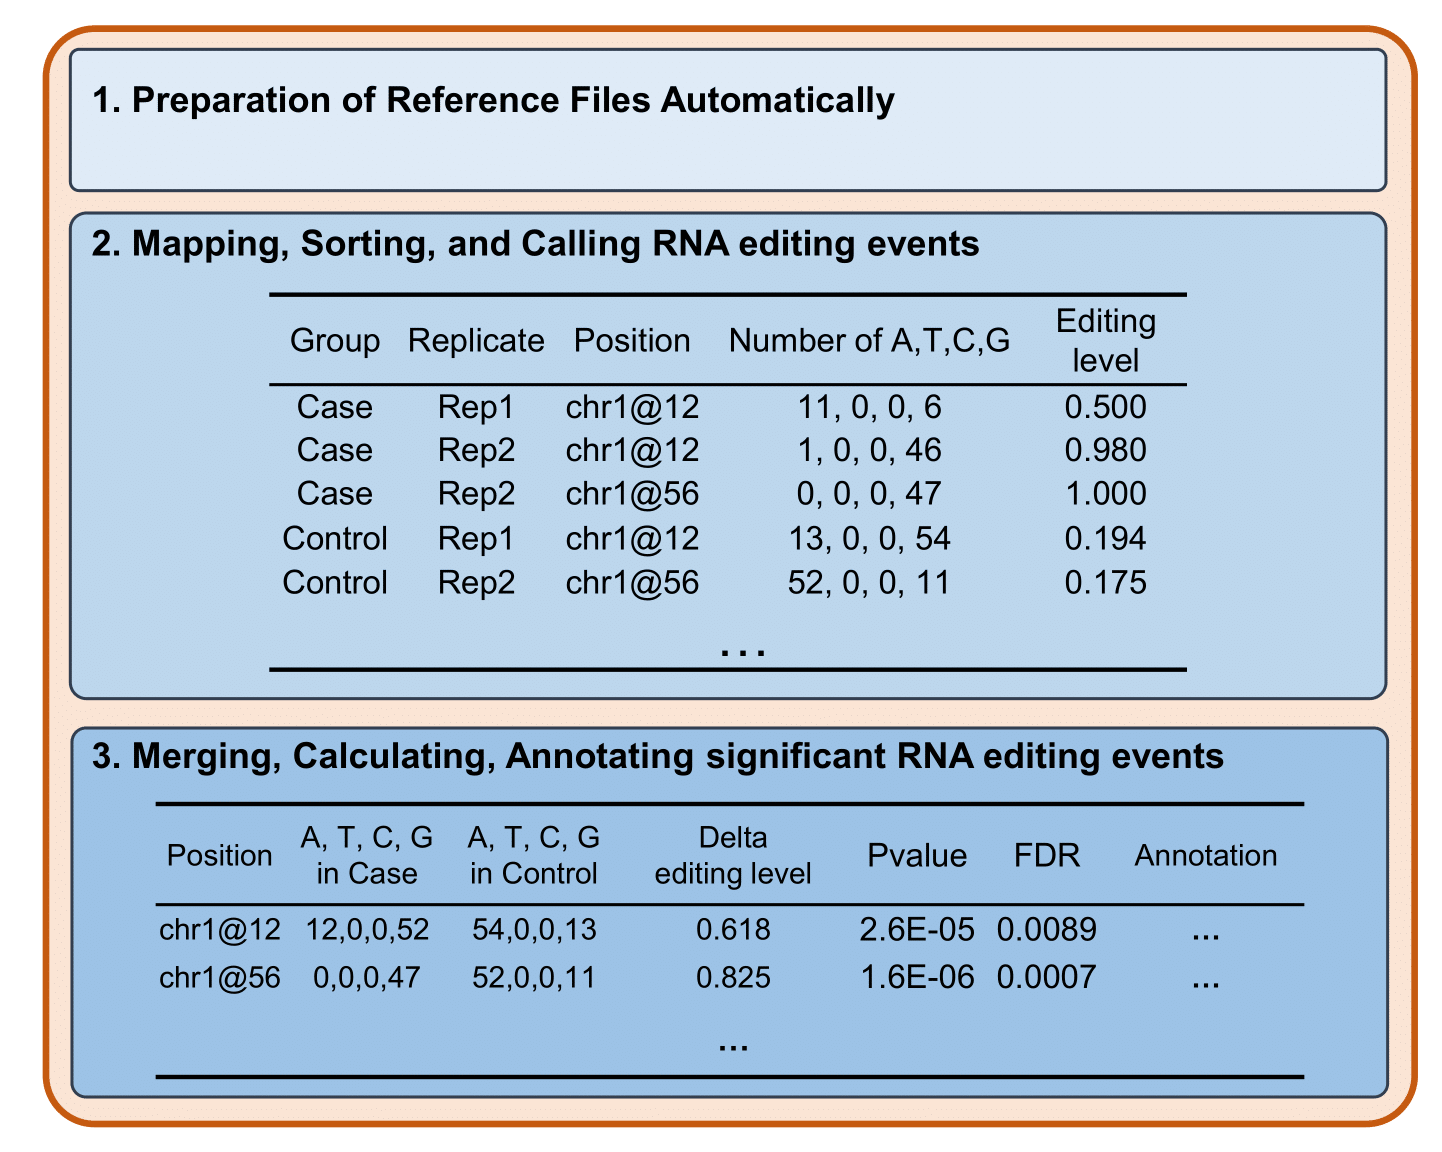 1. Preparation of Reference Files Automatically
2. Mapping, Sorting, and Calling RNA editing events
Group Replicate Position Number of A,T,C,G Editing level
Case Rep1 chr1@12 11, 0, 0, 6 0.500
Case Rep2 chr1@12 1, 0, 0, 46 0.980
Case Rep2 chr1@56 0, 0, 0, 47 1.000
Control Rep1 chr1@12 13, 0, 0, 54 0.194
Control Rep2 chr1@56 52, 0, 0, 11 0.175
...
3. Merging, Calculating, Annotating significant RNA editing events
Position A, T, C, G in Case A, T, C, G in Control Delta editing level Pvalue FDR Annotation
chr1@12 12,0,0,52 54,0,0,13 0.618 2.6E-05 0.0089 ...
chr1@56 0,0,0,47 52,0,0,11 0.825 1.6E-06 0.0007 ...
...